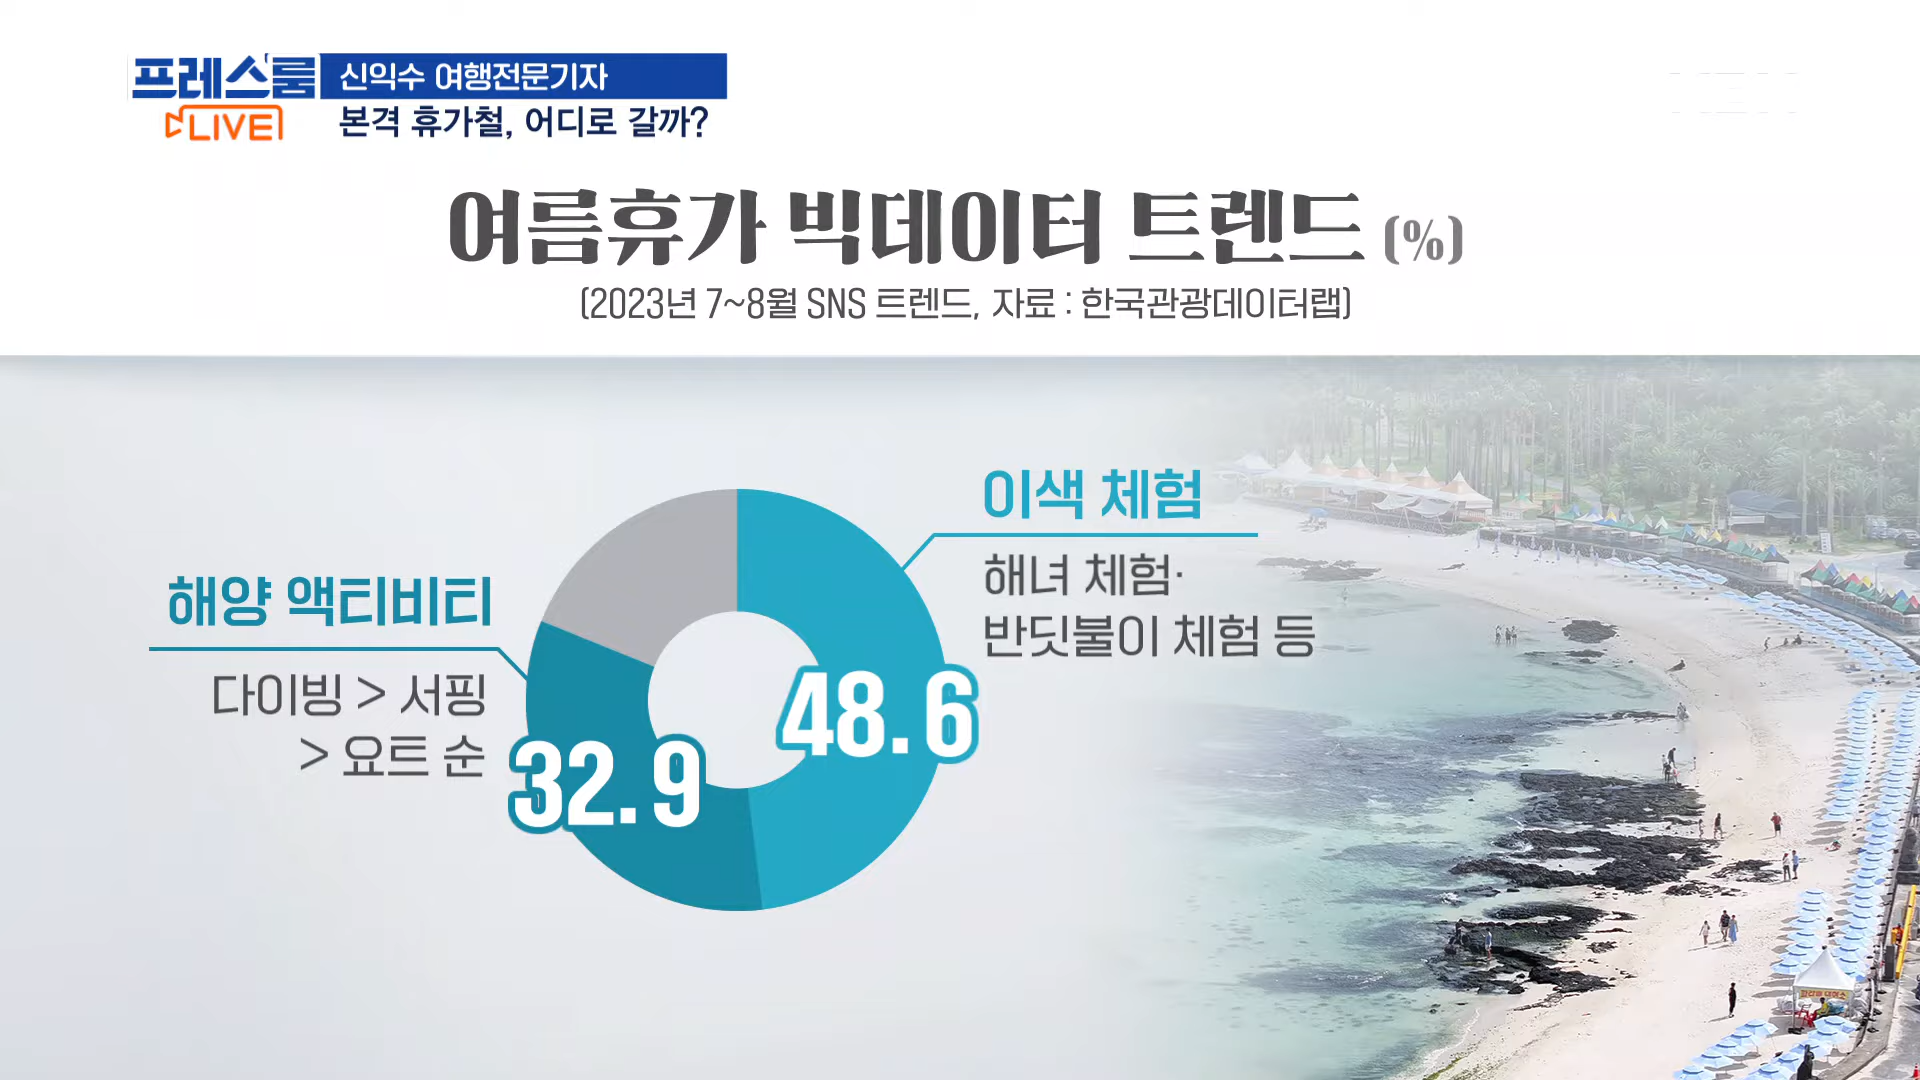 프레스룸
LIVE
신익수 여행전문기자
본격 휴가철, 어디로 갈까?
여름휴가 빅데이터 트렌드 (%)
(2023년 7~8월 SNS 트렌드, 자료 : 한국관광데이터랩)
이색 체험
해녀 체험·
반딧불이 체험 등
48.6
해양 액티비티
다이빙 > 서핑
> 요트 순
32.9